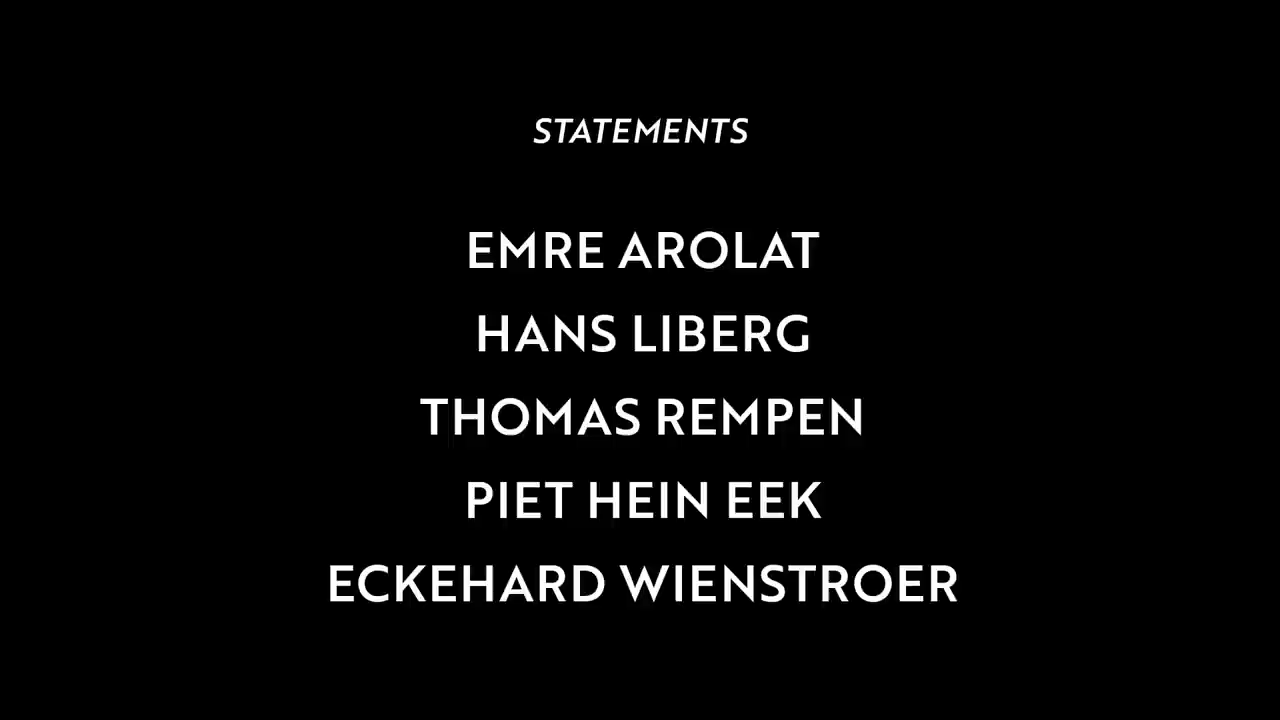 STATEMENTS
EMRE AROLAT
HANS LIBERG
THOMAS REMPEN
PIET HEIN EEK
ECKEHARD WIENSTROER